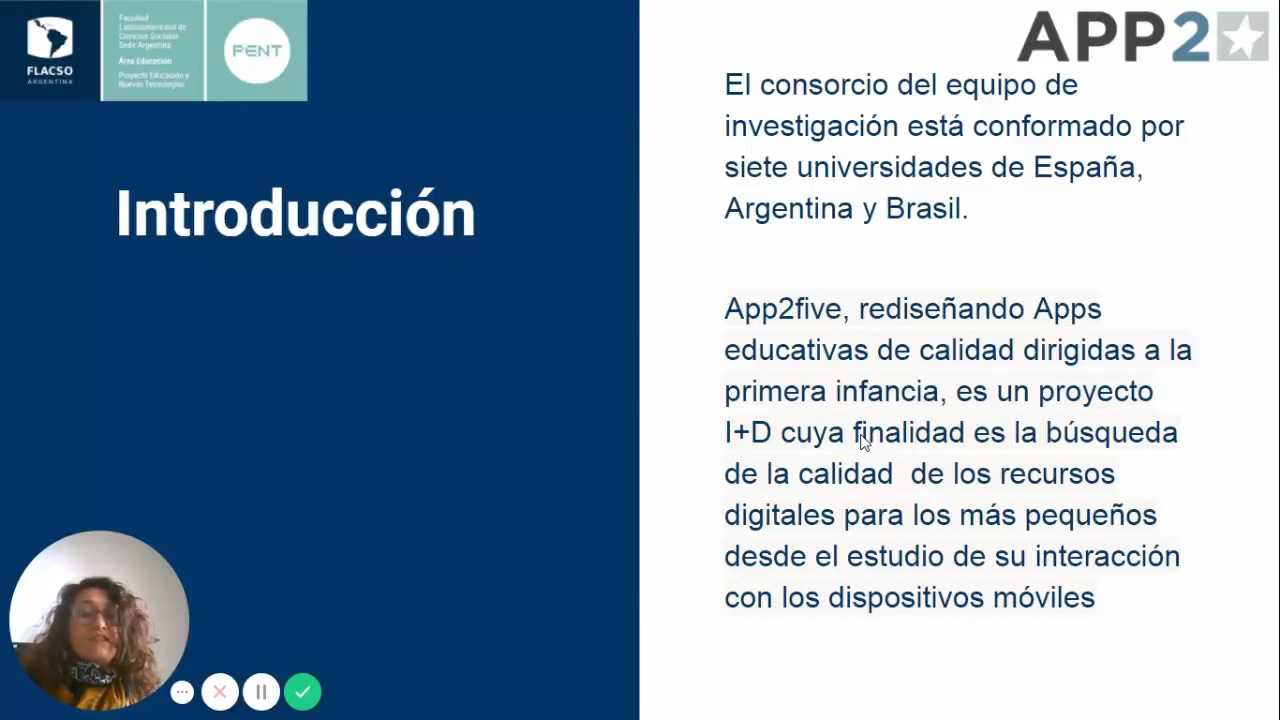 FLACSO
ARGENTINA
Facultad
Latinoamericana de
Ciencias Sociales
Sede Argentina
Área Educación
Proyecto Educación y
Nuevas Tecnologías
PENT
APP2
Introducción
El consorcio del equipo de
investigación está conformado por
siete universidades de España,
Argentina y Brasil.
App2five, rediseñando Apps
educativas de calidad dirigidas a la
primera infancia, es un proyecto
I+D cuya finalidad es la búsqueda
de la calidad  de los recursos
digitales para los más pequeños
desde el estudio de su interacción
con los dispositivos móviles